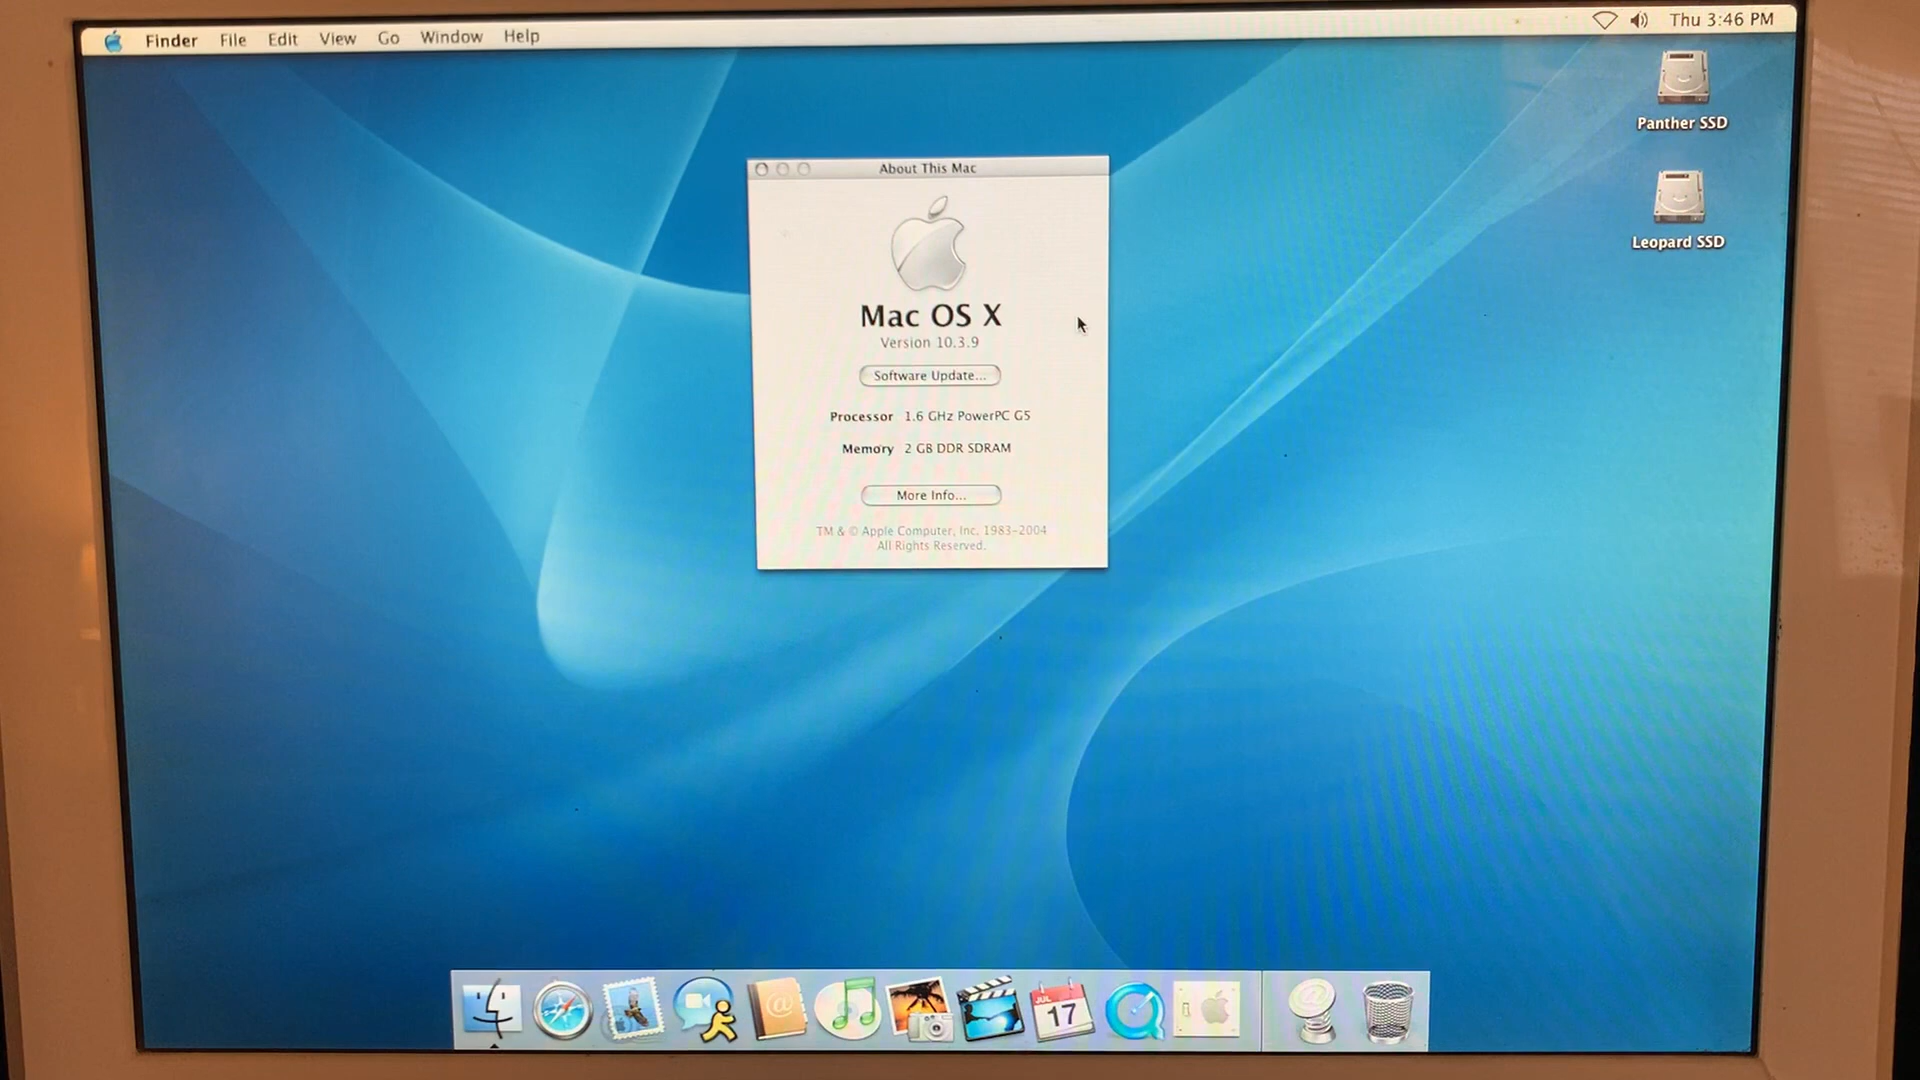 Finder File Edit View Go Window Help
Thu 3:46 PM
Panther SSD
Leopard SSD
About This Mac
Mac OS X
Version 10.3.9
Software Update...
Processor 1.6 GHz PowerPC G5
Memory 2 GB DDR SDRAM
More Info...
TM & © Apple Computer, Inc. 1983-2004
All Rights Reserved.
JUL
17